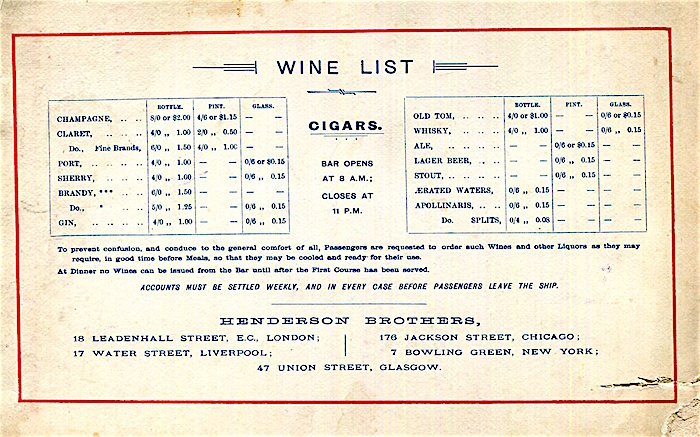 WINE LIST
BOTTLE. PINT. GLASS.
CHAMPAGNE, .. .. 8/0 or $2.00 4/6 or $1.15 — —
CLARET, .. .. .. 4/0 ,, 1.00 2/0 ,, 0.50 — —
Do., Fine Brands, 6/0 ,, 1.50 4/0 ,, 1.00 — —
PORT, .. .. .. 4/0 ,, 1.00 — — 0/6 or $0.15
SHERRY, .. .. .. 4/0 ,, 1.00 — — 0/6 ,, 0.15
BRANDY, *** .. .. 6/0 ,, 1.50 — — — —
Do., * .. .. 5/0 ,, 1.25 — — 0/6 ,, 0.15
GIN, .. .. .. .. 4/0 ,, 1.00 — — 0/6 ,, 0.15
CIGARS.
BAR OPENS
AT 8 A.M.;
CLOSES AT
11 P.M.
BOTTLE. PINT. GLASS.
OLD TOM, .. .. .. 4/0 or $1.00 — — 0/6 or $0.15
WHISKY, .. .. .. 4/0 ,, 1.00 — — 0/6 ,, 0.15
ALE, .. .. .. .. — — 0/6 or $0.15 — —
LAGER BEER, .. .. — — 0/6 ,, 0.15 — —
STOUT, .. .. .. .. — — 0/6 ,, 0.15 — —
ÆRATED WATERS, 0/6 ,, 0.15 — — — —
APOLLINARIS, .. .. 0/6 ,, 0.15 — — — —
Do. SPLITS, 0/4 ,, 0.08 — — — —
To prevent confusion, and conduce to the general comfort of all, Passengers are requested to order such Wines and other Liquors as they may
require, in good time before Meals, so that they may be cooled and ready for their use.
At Dinner no Wines can be issued from the Bar until after the First Course has been served.
ACCOUNTS MUST BE SETTLED WEEKLY, AND IN EVERY CASE BEFORE PASSENGERS LEAVE THE SHIP.
HENDERSON BROTHERS,
18 LEADENHALL STREET, E.C., LONDON;
17 WATER STREET, LIVERPOOL;
176 JACKSON STREET, CHICAGO;
7 BOWLING GREEN, NEW YORK;
47 UNION STREET, GLASGOW.